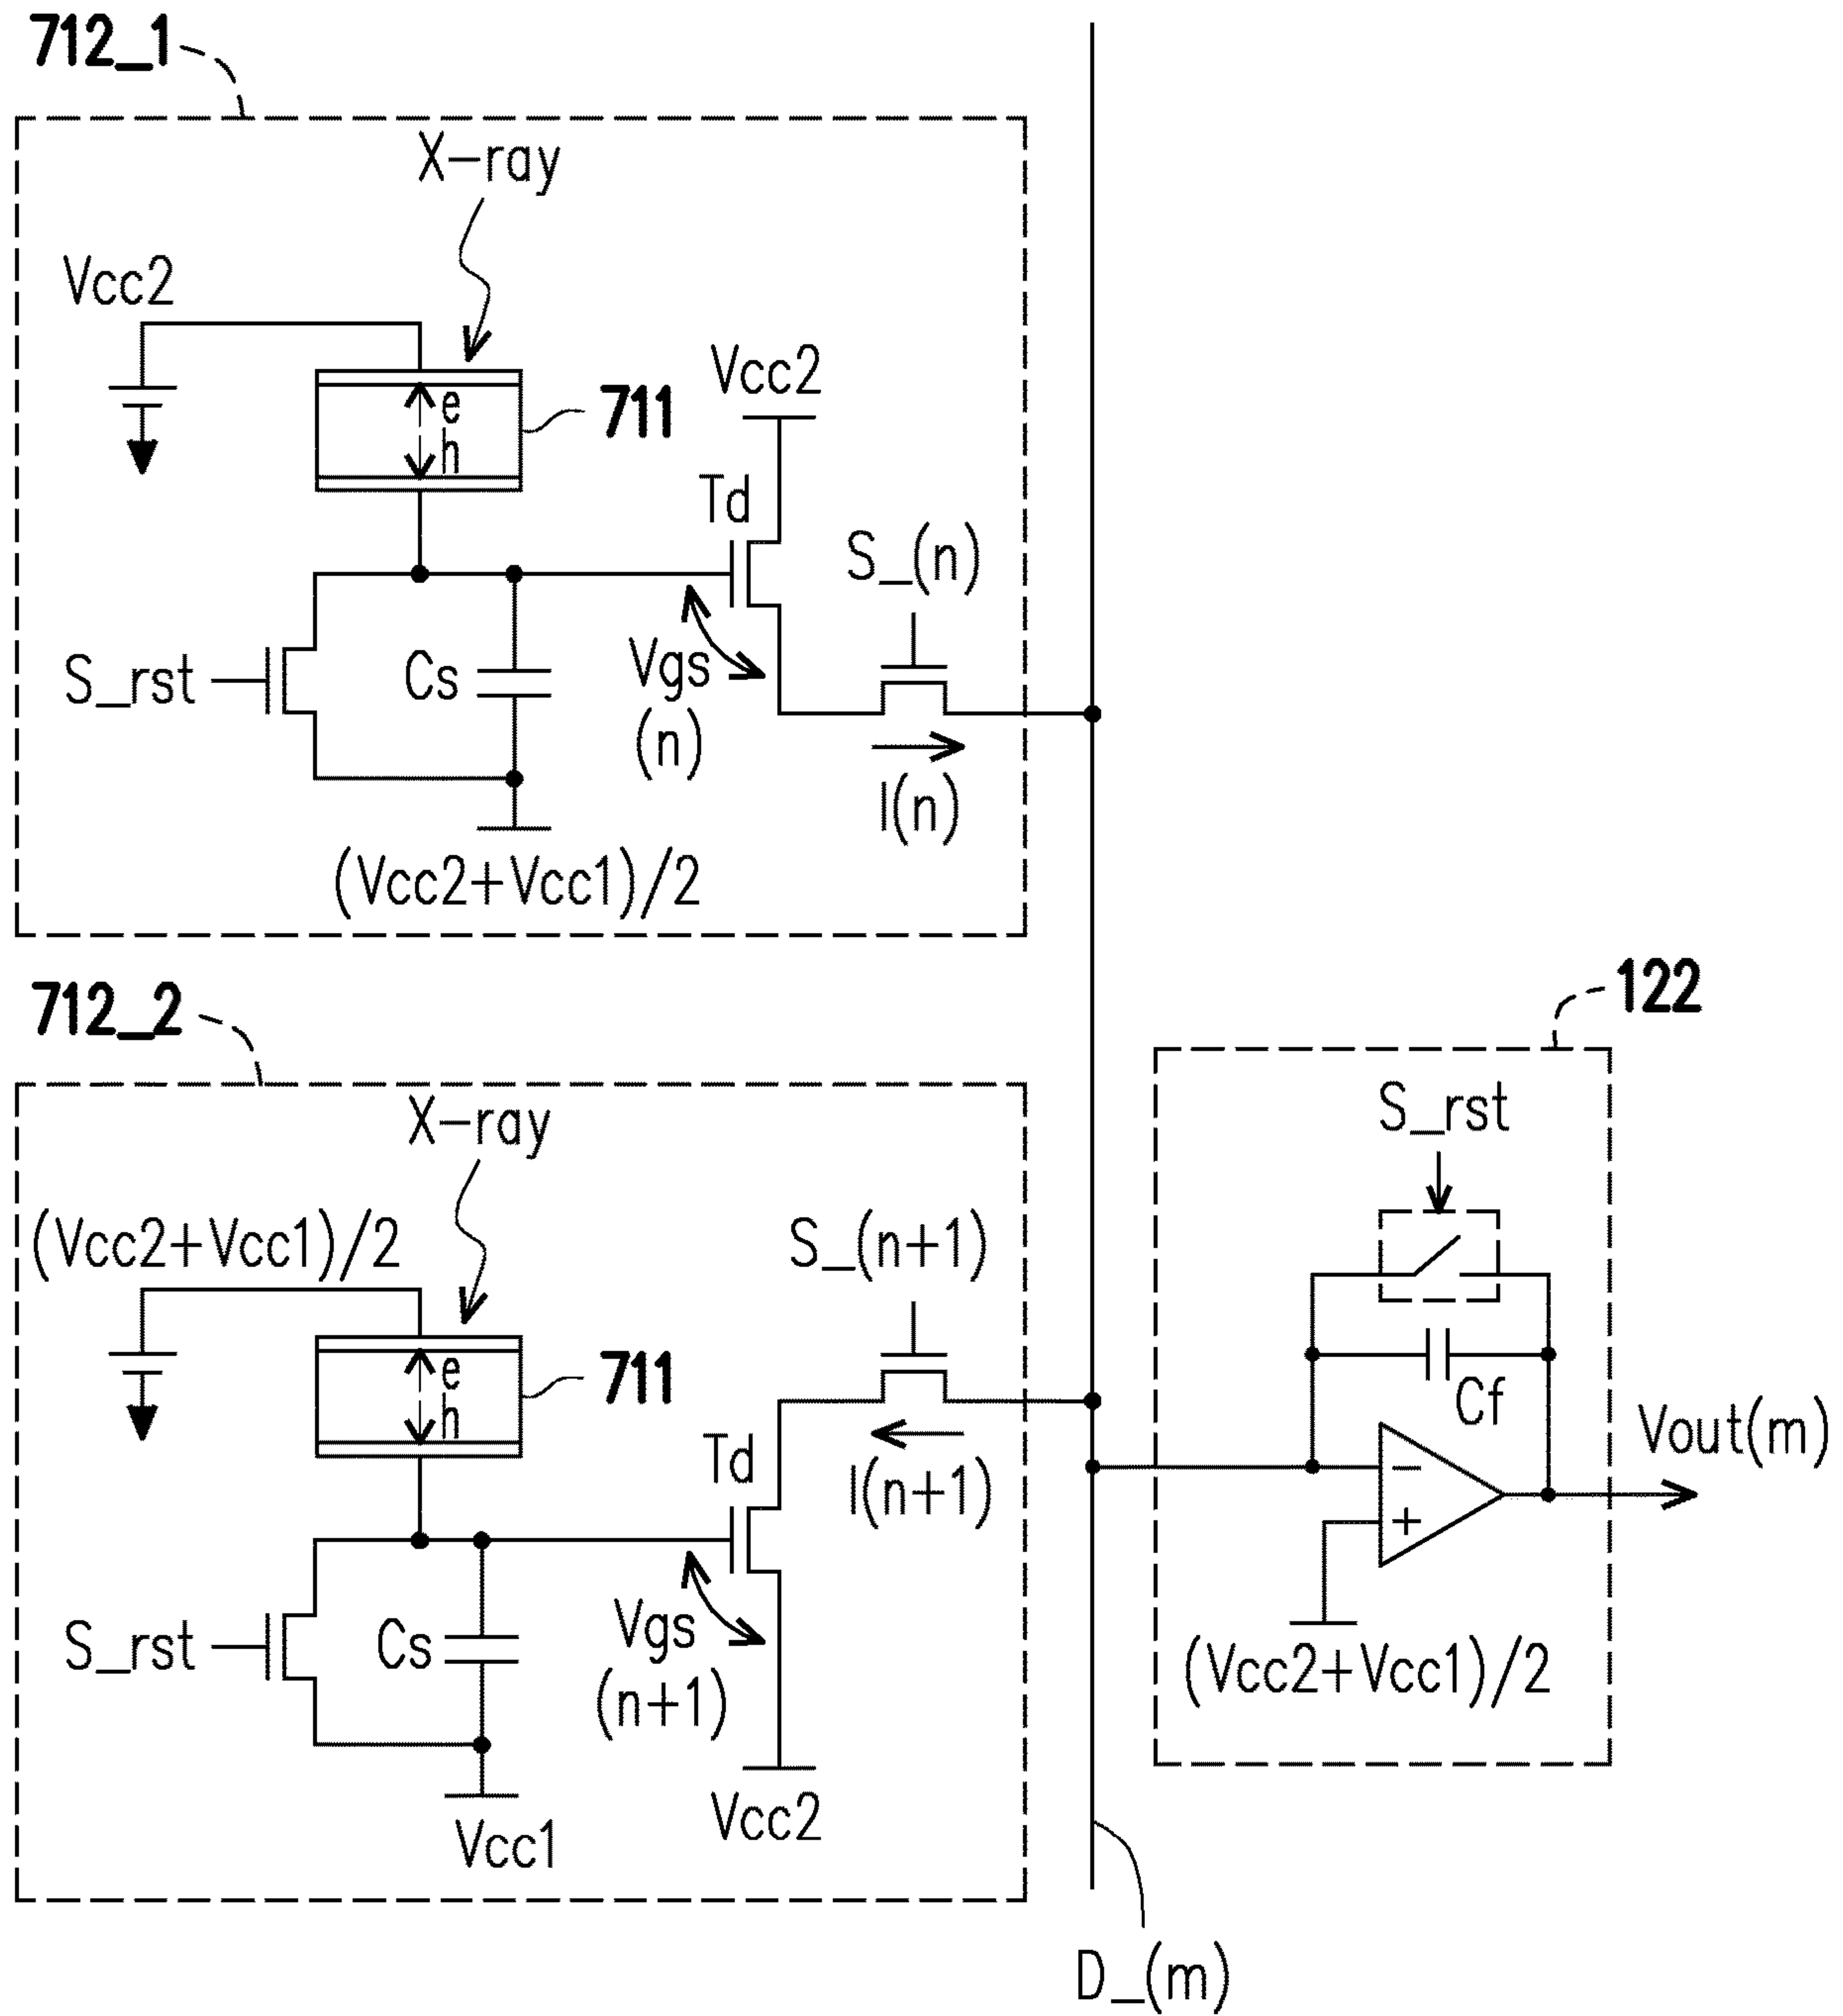 712_1
X-ray
Vcc2
e
h
711
Vcc2
Td
S_(n)
S_rst
Cs
Vgs
(n)
I(n)
(Vcc2+Vcc1)/2
712_2
X-ray
(Vcc2+Vcc1)/2
e
h
711
S_(n+1)
Td
I(n+1)
S_rst
Cs
Vgs
(n+1)
Vcc1
Vcc2
122
S_rst
Cf
−
+
Vout(m)
(Vcc2+Vcc1)/2
D_(m)